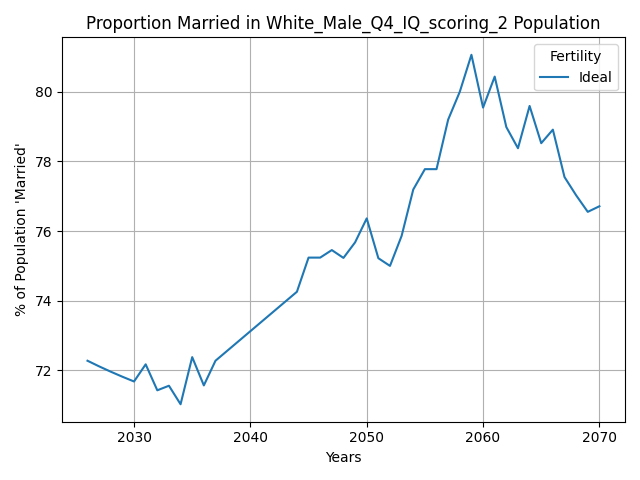 Proportion Married in White_Male_Q4_IQ_scoring_2 Population
Fertility
Ideal
% of Population 'Married'
80
78
76
74
72
2030
2040
2050
2060
2070
Years